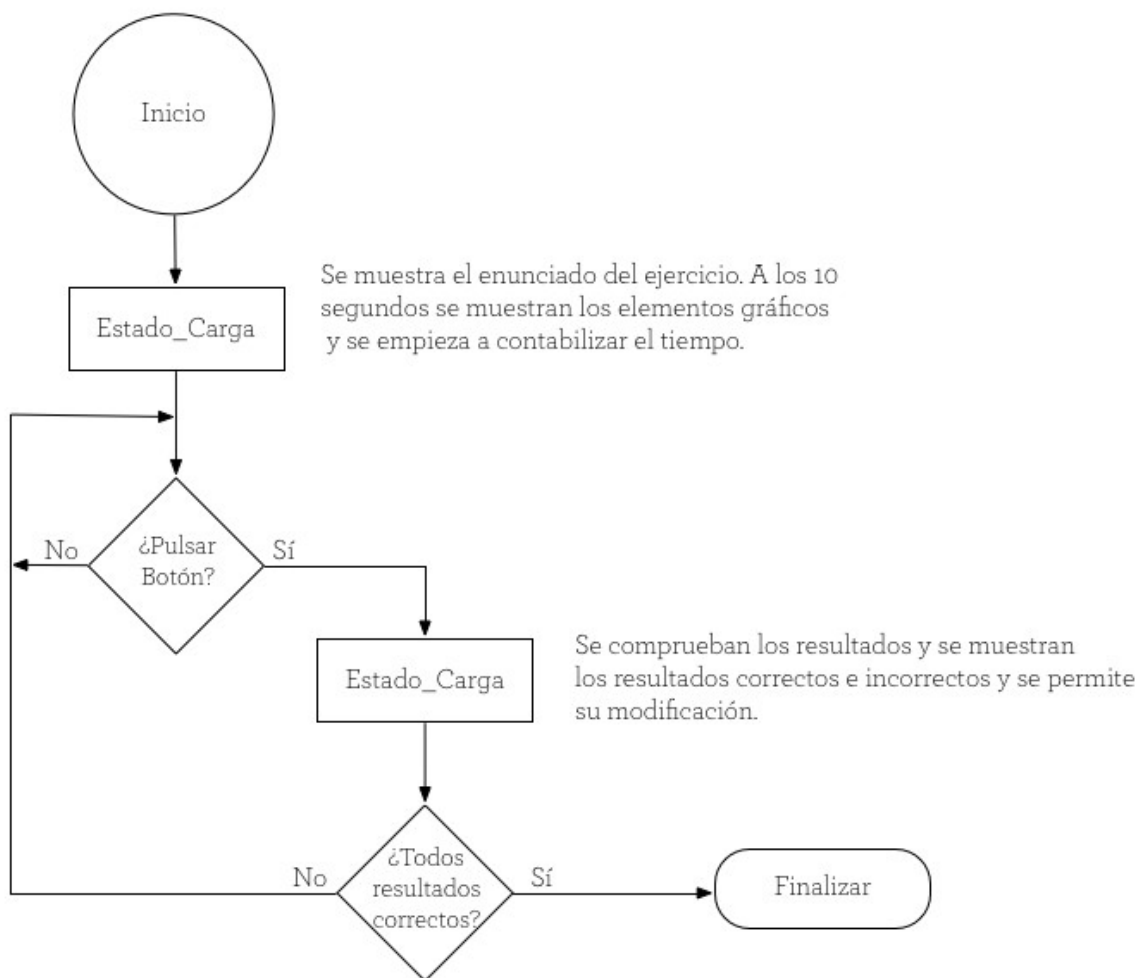 Inicio
Se muestra el enunciado del ejercicio. A los 10
segundos se muestran los elementos gráficos
y se empieza a contabilizar el tiempo.
Estado_Carga
No
¿Pulsar
Botón?
Sí
Estado_Carga
Se comprueban los resultados y se muestran
los resultados correctos e incorrectos y se permite
su modificación.
No
¿Todos
resultados
correctos?
Sí
Finalizar